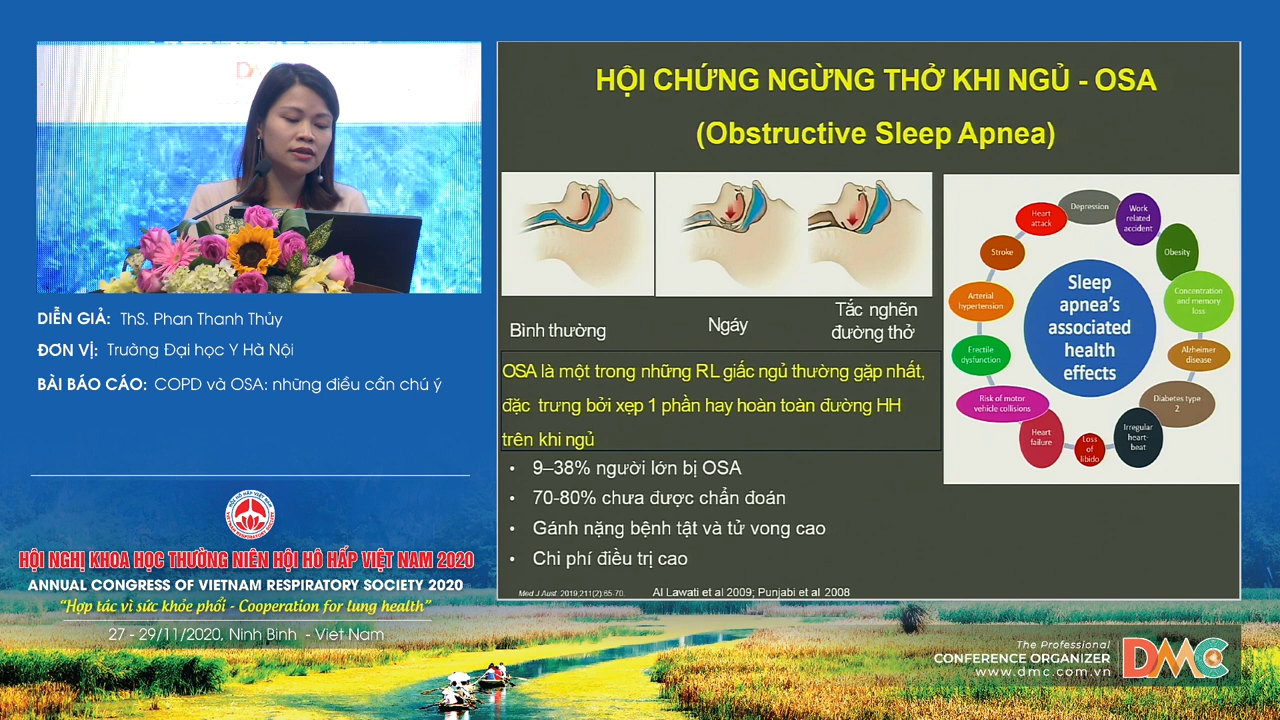 DIỄN GIẢ: ThS. Phan Thanh Thủy
ĐƠN VỊ: Trường Đại học Y Hà Nội
BÀI BÁO CÁO: COPD và OSA: những điều cần chú ý
HỘI HÔ HẤP VIỆT NAM
VIETNAM RESPIRATORY SOCIETY
HỘI NGHỊ KHOA HỌC THƯỜNG NIÊN HỘI HÔ HẤP VIỆT NAM 2020
ANNUAL CONGRESS OF VIETNAM RESPIRATORY SOCIETY 2020
“Hợp tác vì sức khỏe phổi - Cooperation for lung health”
27 - 29/11/2020, Ninh Bình - Việt Nam
HỘI CHỨNG NGỪNG THỞ KHI NGỦ - OSA
(Obstructive Sleep Apnea)
Bình thường
Ngáy
Tắc nghẽn
đường thở
OSA là một trong những RL giấc ngủ thường gặp nhất,
đặc trưng bởi xẹp 1 phần hay hoàn toàn đường HH
trên khi ngủ
• 9–38% người lớn bị OSA
• 70-80% chưa được chẩn đoán
• Gánh nặng bệnh tật và tử vong cao
• Chi phí điều trị cao
Med J Aust. 2019;211(2):65-70.
Al Lawati et al 2009; Punjabi et al 2008
Sleep
apnea's
associated
health
effects
Depression
Work
related
accident
Obesity
Concentration
and memory
loss
Alzheimer
disease
Diabetes type
2
Irregular
heart-
beat
Loss
of
libido
Heart
failure
Risk of motor
vehicle collisions
Erectile
dysfunction
Arterial
hypertension
Stroke
Heart
attack
The Professional
CONFERENCE ORGANIZER
www.dmc.com.vn
DMC